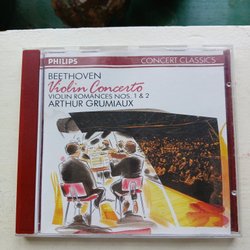 PHILIPS
CONCERT CLASSICS
BEETHOVEN
Violin Concerto
VIOLIN ROMANCES NOS. 1 & 2
ARTHUR GRUMIAUX